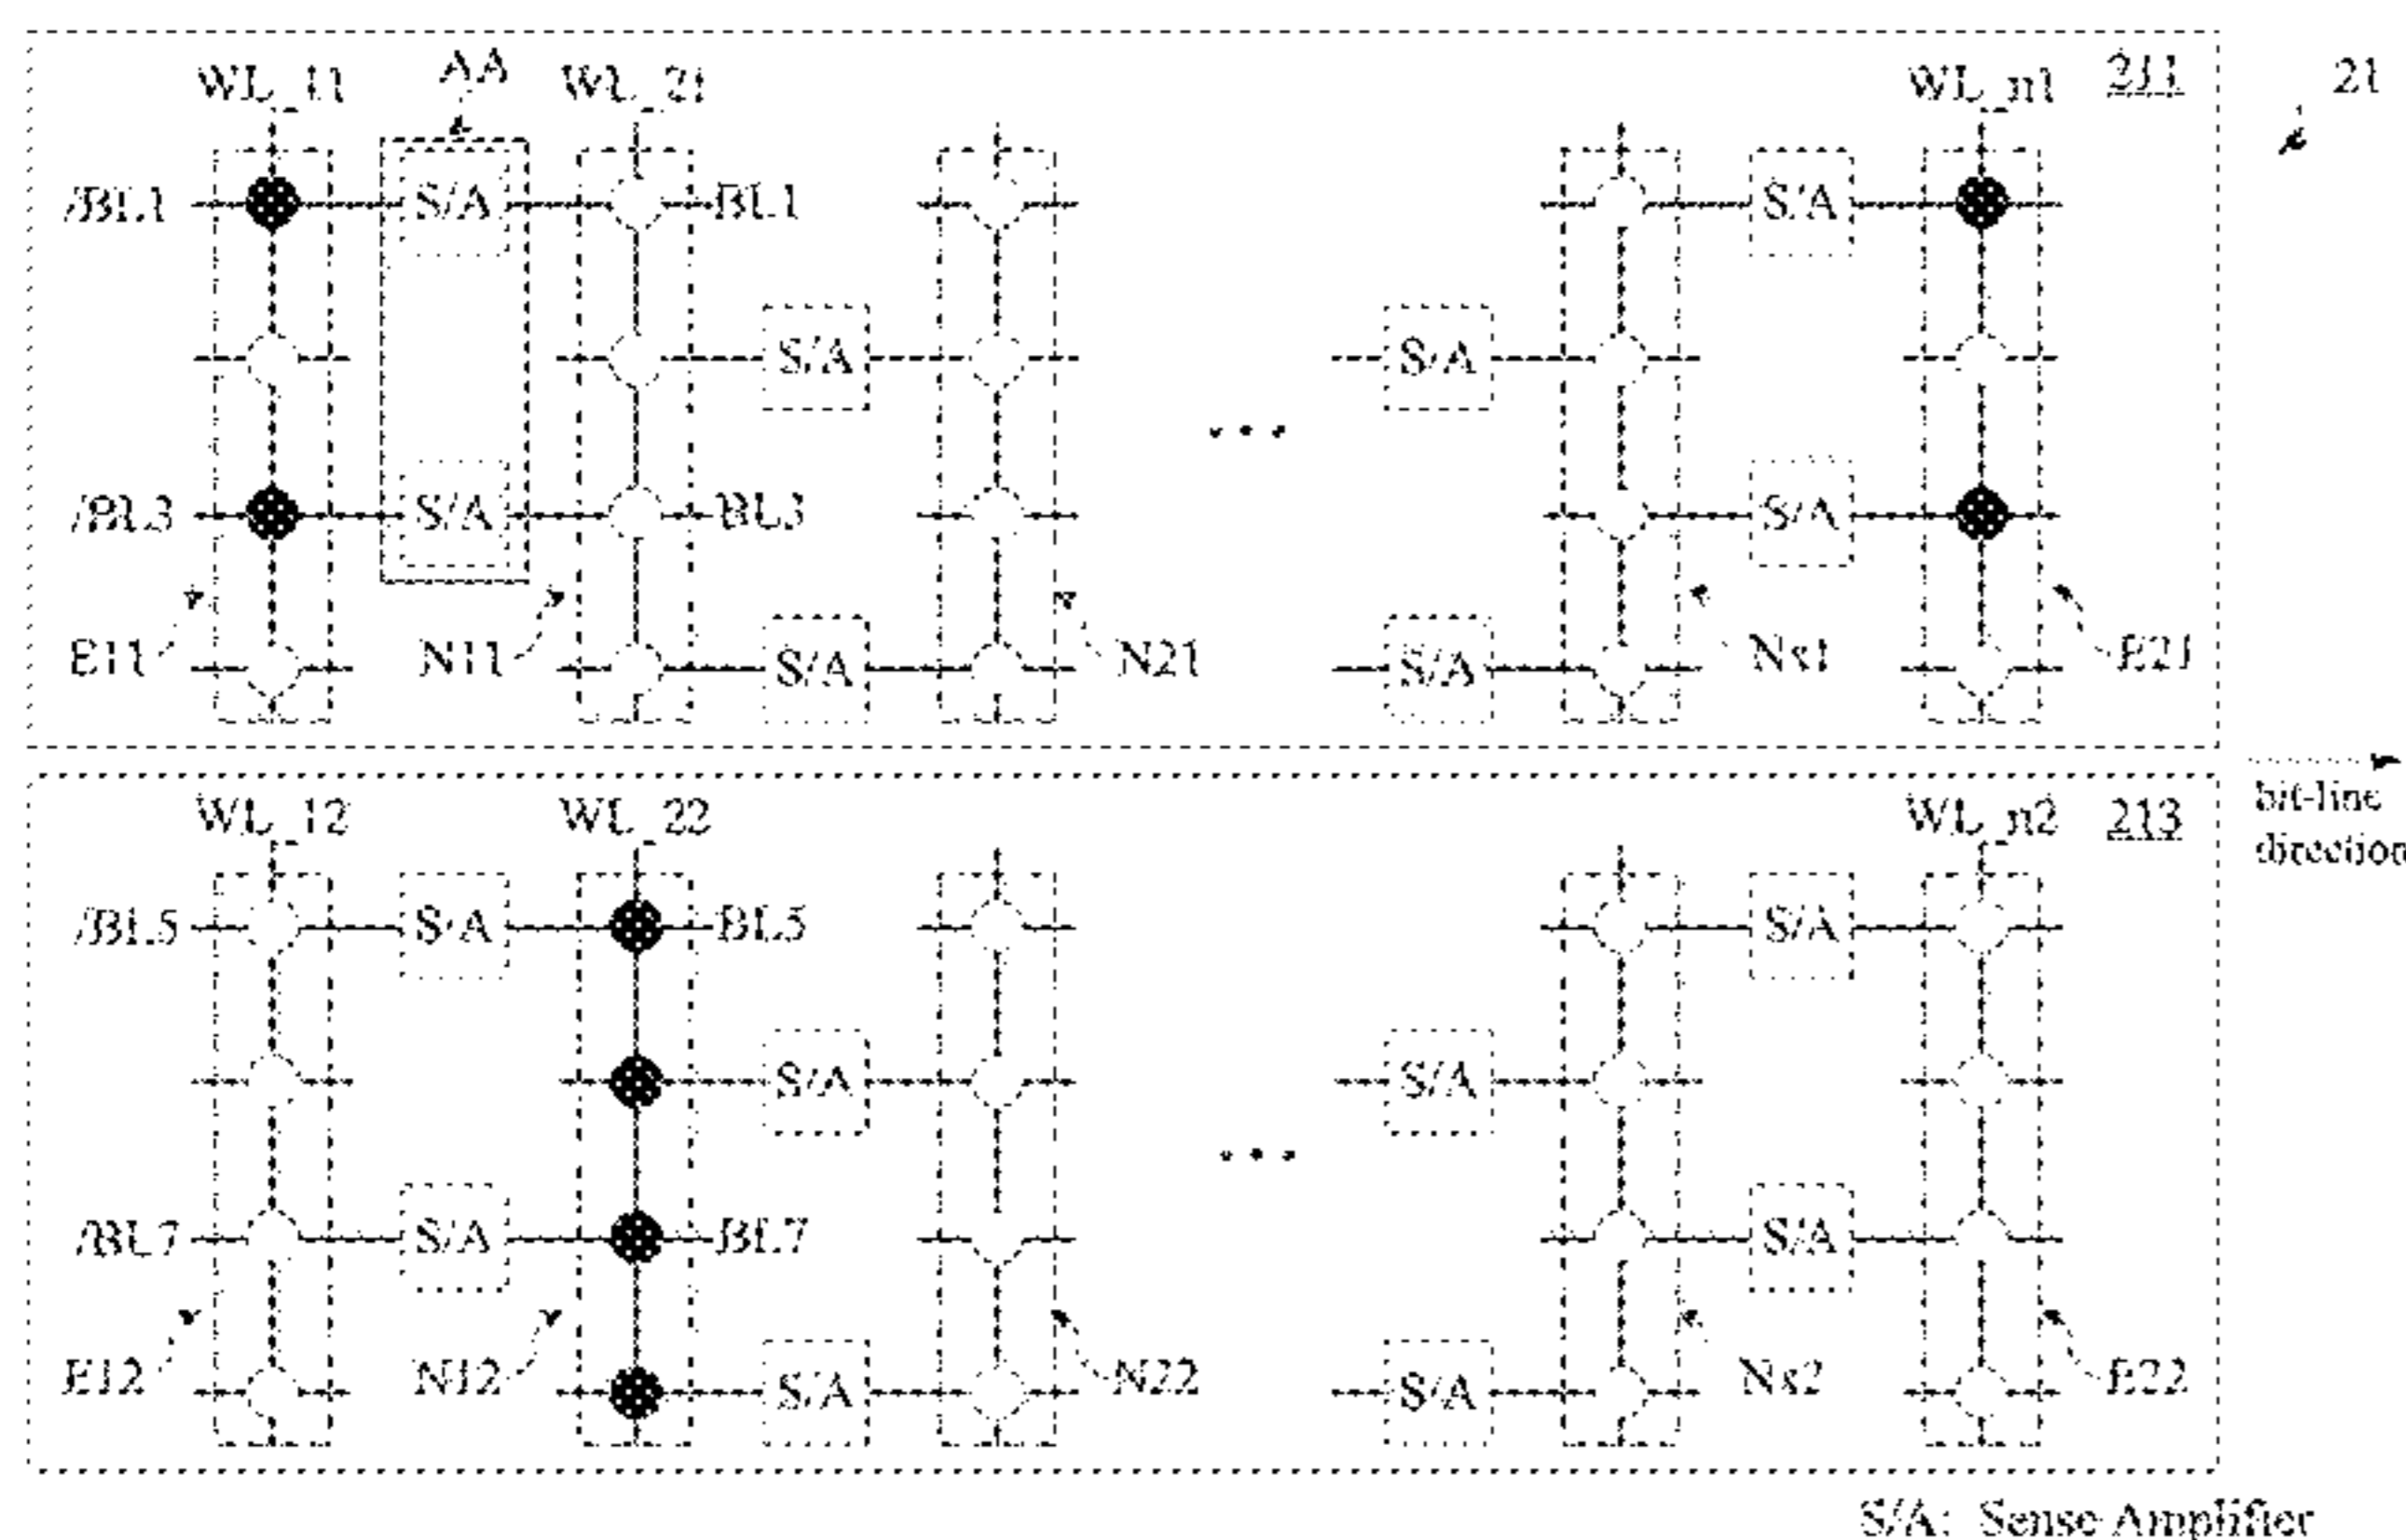 WL_11 AA WL_21 WL_n1 211 21
/BL1 S/A BL1 S/A
S/A S/A
/BL3 S/A BL3 S/A
E11 N11 S/A N21 S/A Nx1 E21
bit-line
direction
WL_12 WL_22 WL_n2 213
/BL5 S/A BL5 S/A
S/A S/A
/BL7 S/A BL7 S/A
E12 N12 S/A N22 S/A Nx2 E22
S/A: Sense Amplifier